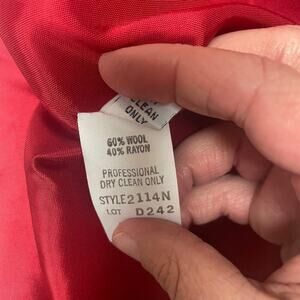 CLEAN
ONLY
60% WOOL
40% RAYON
PROFESSIONAL
DRY CLEAN ONLY
STYLE 2114N
LOT D242